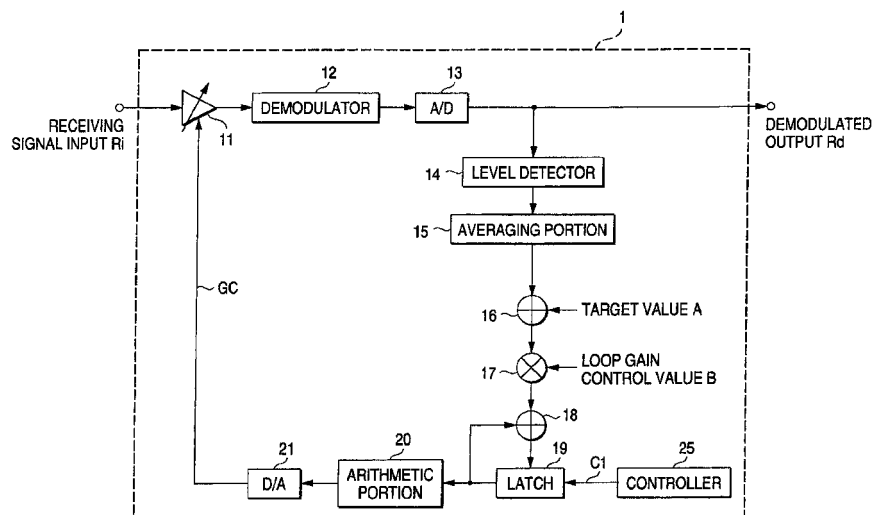 1
12
13
DEMODULATOR
A/D
11
RECEIVING
SIGNAL INPUT Ri
DEMODULATED
OUTPUT Rd
14
LEVEL DETECTOR
15
AVERAGING PORTION
GC
16
TARGET VALUE A
17
LOOP GAIN
CONTROL VALUE B
18
21
20
19
25
D/A
ARITHMETIC
PORTION
LATCH
C1
CONTROLLER